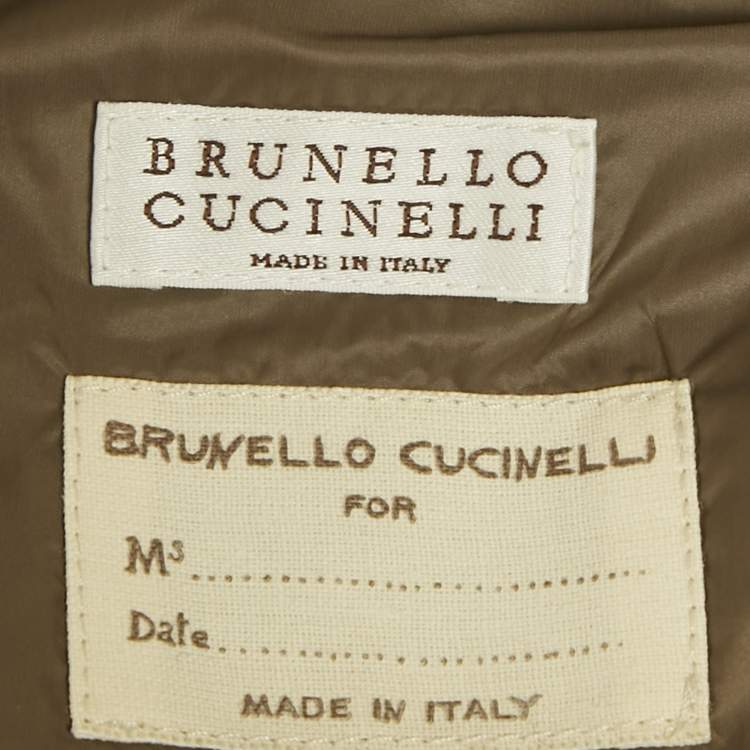 BRUNELLO
CUCINELLI
MADE IN ITALY
BRUNELLO CUCINELLI
FOR
Ms..............................
Date..............................
MADE IN ITALY